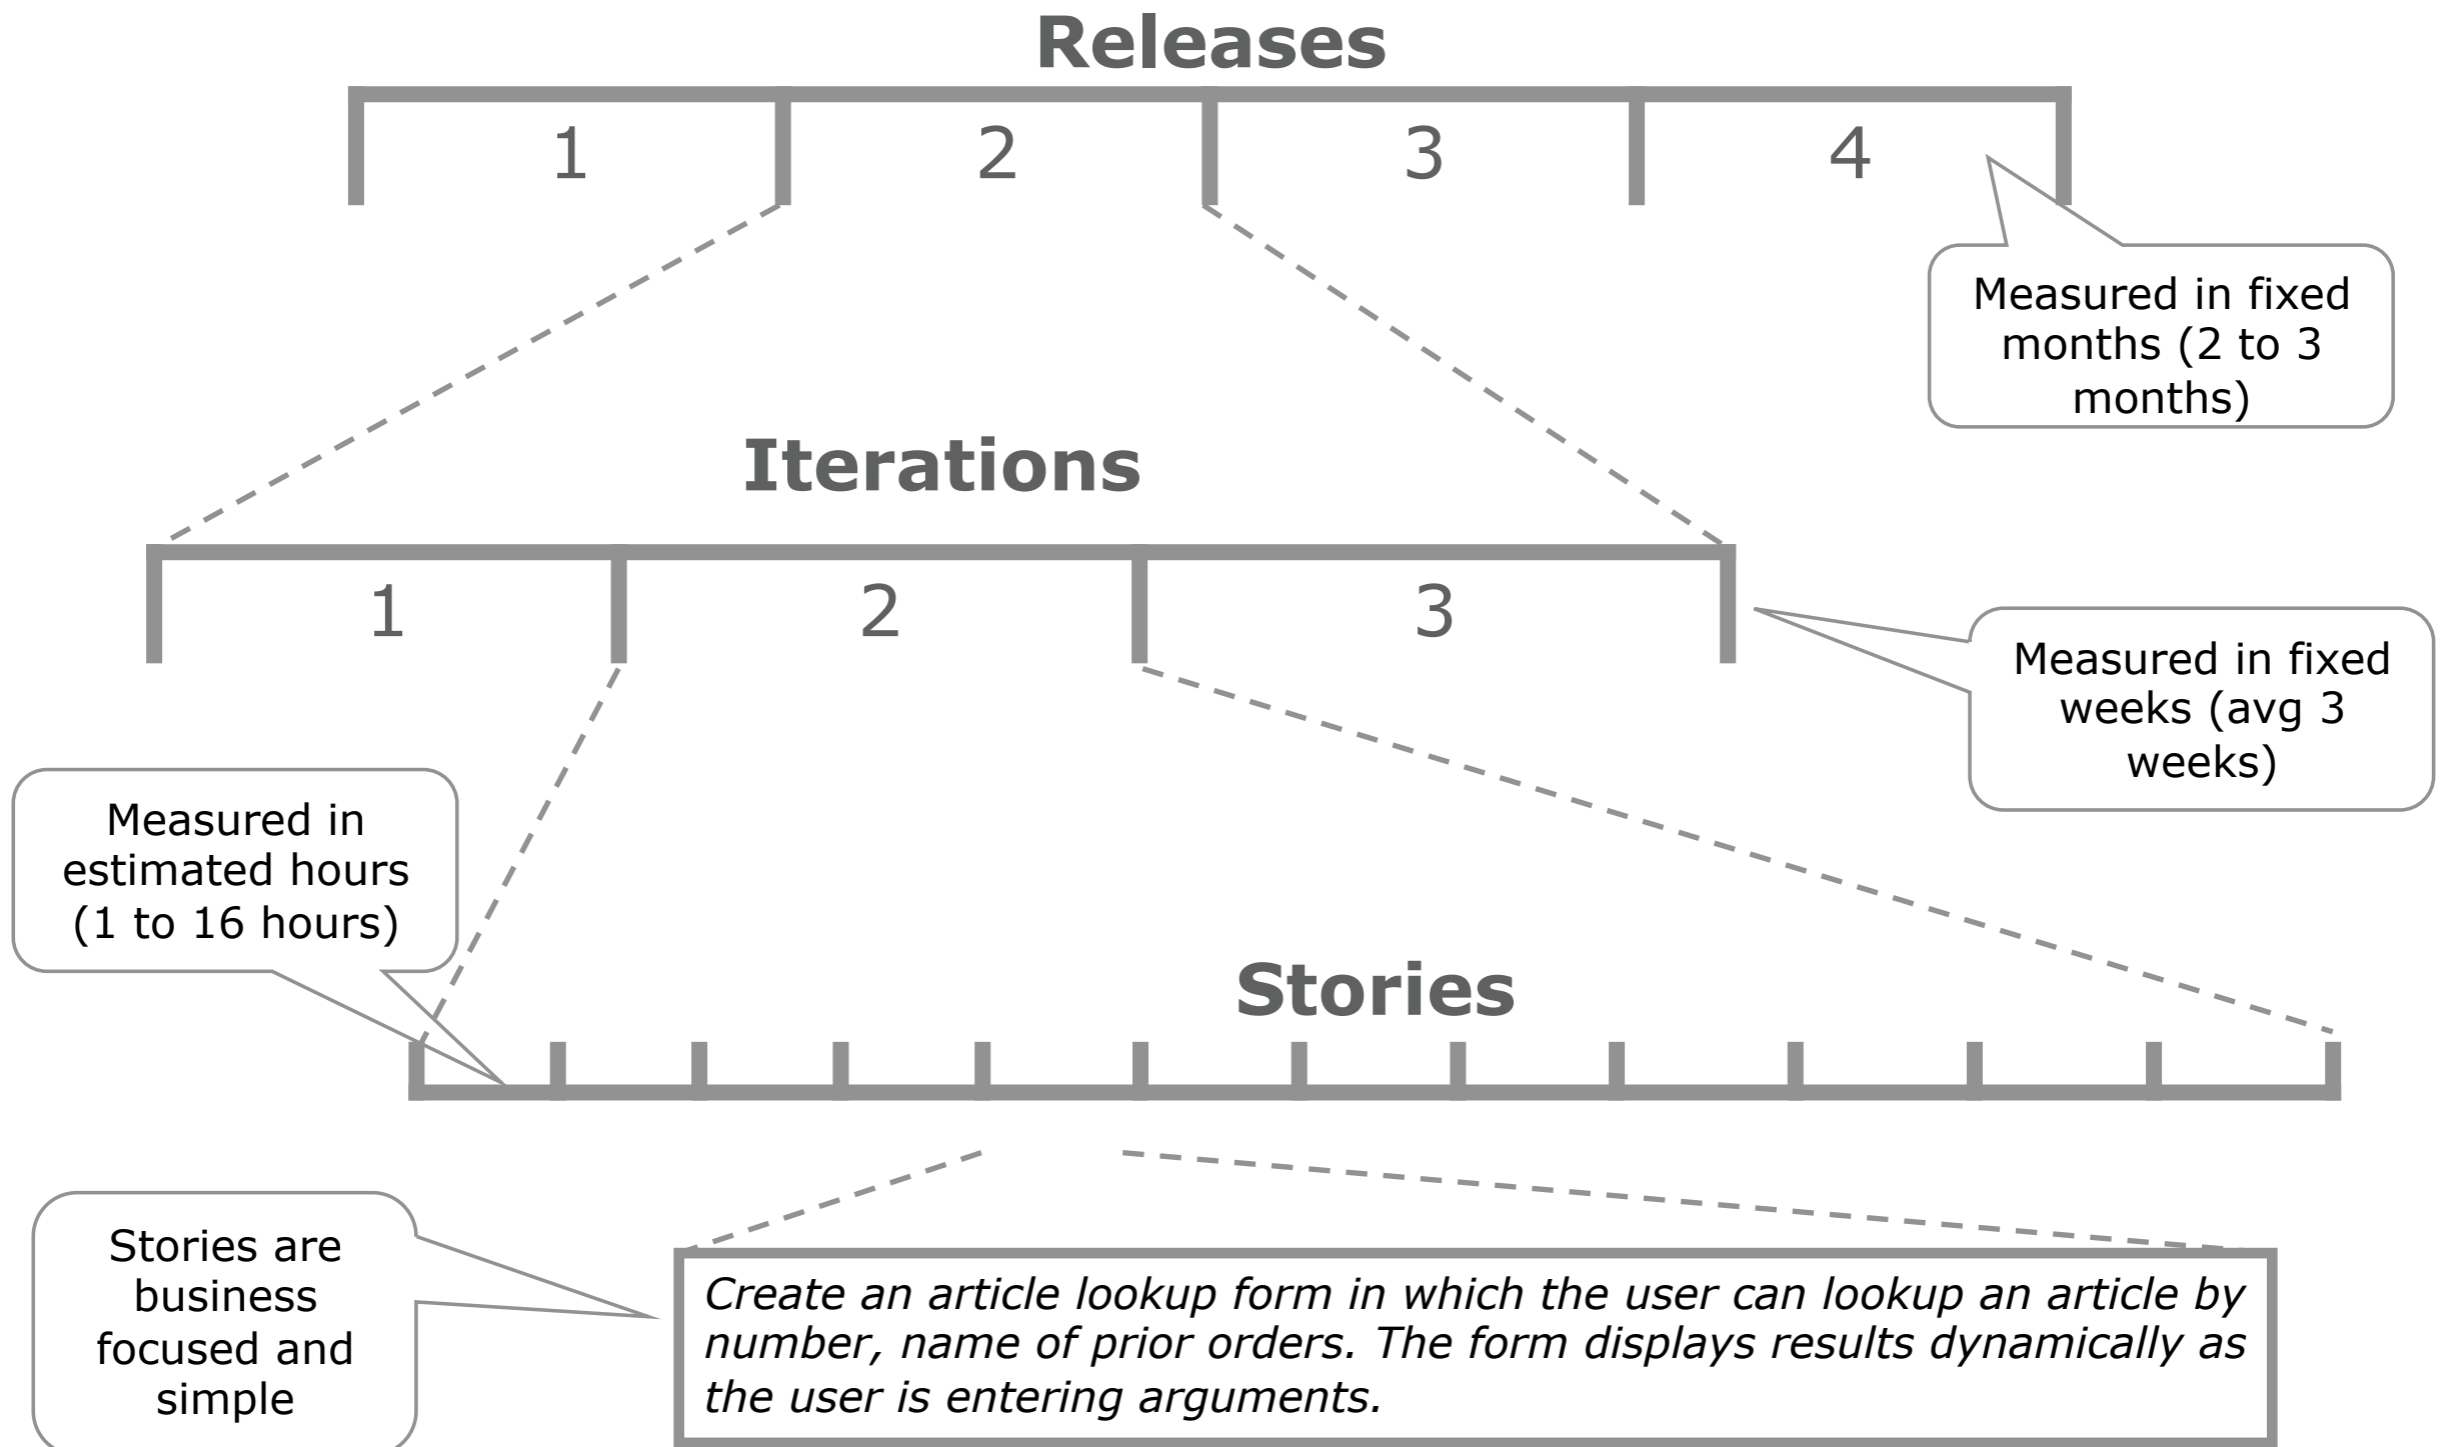 Releases
1
2
3
4
Measured in fixed
months (2 to 3
months)
Iterations
1
2
3
Measured in fixed
weeks (avg 3
weeks)
Measured in
estimated hours
(1 to 16 hours)
Stories
Stories are
business
focused and
simple
Create an article lookup form in which the user can lookup an article by
number, name of prior orders. The form displays results dynamically as
the user is entering arguments.